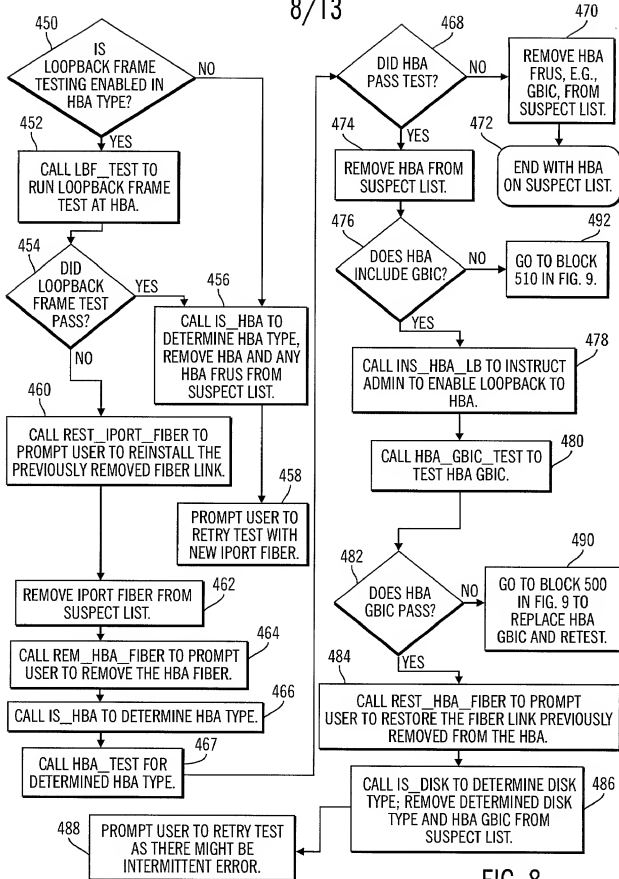 8/13
450
IS
LOOPBACK FRAME
TESTING ENABLED IN
HBA TYPE?
NO
YES
452
CALL LBF_TEST TO
RUN LOOPBACK FRAME
TEST AT HBA.
454
DID
LOOPBACK
FRAME TEST
PASS?
YES
NO
456
CALL IS_HBA TO
DETERMINE HBA TYPE,
REMOVE HBA AND ANY
HBA FRUS FROM
SUSPECT LIST.
458
PROMPT USER TO
RETRY TEST WITH
NEW IPORT FIBER.
460
CALL REST_IPORT_FIBER TO
PROMPT USER TO REINSTALL THE
PREVIOUSLY REMOVED FIBER LINK.
REMOVE IPORT FIBER FROM
SUSPECT LIST.
462
CALL REM_HBA_FIBER TO PROMPT
USER TO REMOVE THE HBA FIBER.
464
CALL IS_HBA TO DETERMINE HBA TYPE.
466
467
CALL HBA_TEST FOR
DETERMINED HBA TYPE.
468
DID HBA
PASS TEST?
NO
YES
470
REMOVE HBA
FRUS, E.G.,
GBIC, FROM
SUSPECT LIST.
472
END WITH HBA
ON SUSPECT LIST.
474
REMOVE HBA FROM
SUSPECT LIST.
476
DOES HBA
INCLUDE GBIC?
NO
YES
492
GO TO BLOCK
510 IN FIG. 9.
CALL INS_HBA_LB TO INSTRUCT
ADMIN TO ENABLE LOOPBACK TO
HBA.
478
CALL HBA_GBIC_TEST TO
TEST HBA GBIC.
480
482
DOES HBA
GBIC PASS?
NO
YES
490
GO TO BLOCK 500
IN FIG. 9 TO
REPLACE HBA
GBIC AND RETEST.
484
CALL REST_HBA_FIBER TO PROMPT
USER TO RESTORE THE FIBER LINK PREVIOUSLY
REMOVED FROM THE HBA.
CALL IS_DISK TO DETERMINE DISK
TYPE; REMOVE DETERMINED DISK
TYPE AND HBA GBIC FROM
SUSPECT LIST.
486
488
PROMPT USER TO RETRY TEST
AS THERE MIGHT BE
INTERMITTENT ERROR.
FIG. 8